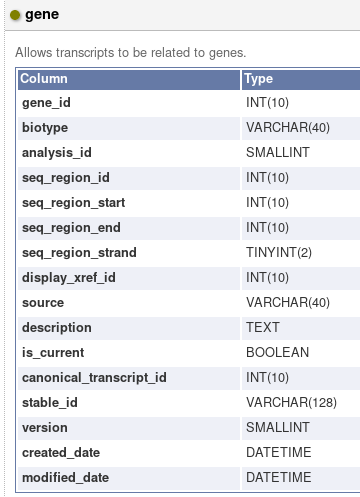 gene
Allows transcripts to be related to genes.
Column Type
gene_id INT(10)
biotype VARCHAR(40)
analysis_id SMALLINT
seq_region_id INT(10)
seq_region_start INT(10)
seq_region_end INT(10)
seq_region_strand TINYINT(2)
display_xref_id INT(10)
source VARCHAR(40)
description TEXT
is_current BOOLEAN
canonical_transcript_id INT(10)
stable_id VARCHAR(128)
version SMALLINT
created_date DATETIME
modified_date DATETIME